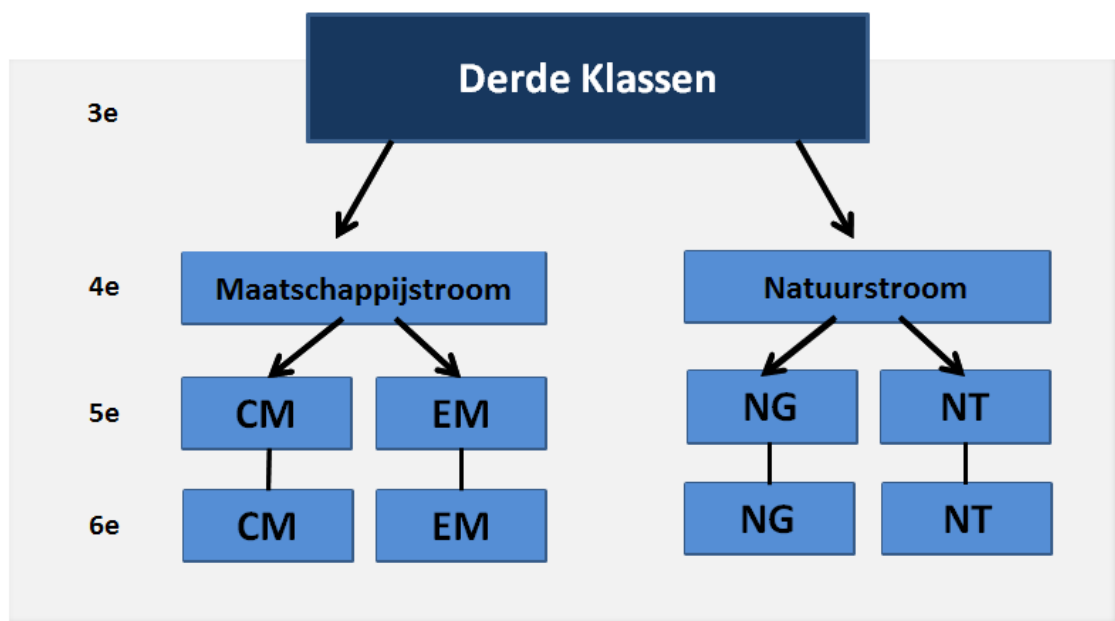 Derde Klassen
3e
4e
Maatschappijstroom
Natuurstroom
5e
CM
EM
NG
NT
6e
CM
EM
NG
NT